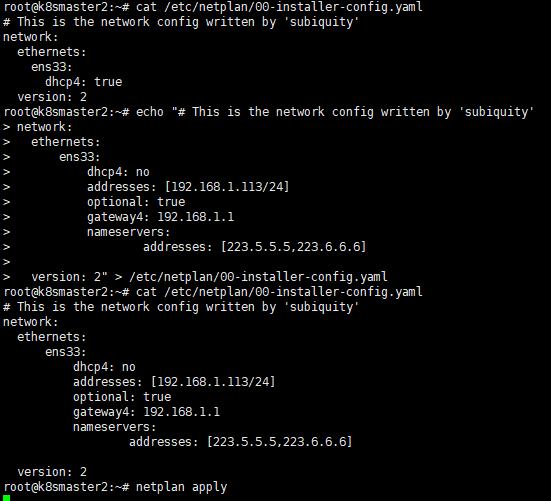 root@k8smaster2:~# cat /etc/netplan/00-installer-config.yaml
# This is the network config written by 'subiquity'
network:
  ethernets:
    ens33:
      dhcp4: true
  version: 2
root@k8smaster2:~# echo "# This is the network config written by 'subiquity'
> network:
>   ethernets:
>       ens33:
>           dhcp4: no
>           addresses: [192.168.1.113/24]
>           optional: true
>           gateway4: 192.168.1.1
>           nameservers:
>                   addresses: [223.5.5.5,223.6.6.6]
>
>   version: 2" > /etc/netplan/00-installer-config.yaml
root@k8smaster2:~# cat /etc/netplan/00-installer-config.yaml
# This is the network config written by 'subiquity'
network:
  ethernets:
      ens33:
          dhcp4: no
          addresses: [192.168.1.113/24]
          optional: true
          gateway4: 192.168.1.1
          nameservers:
                  addresses: [223.5.5.5,223.6.6.6]

  version: 2
root@k8smaster2:~# netplan apply